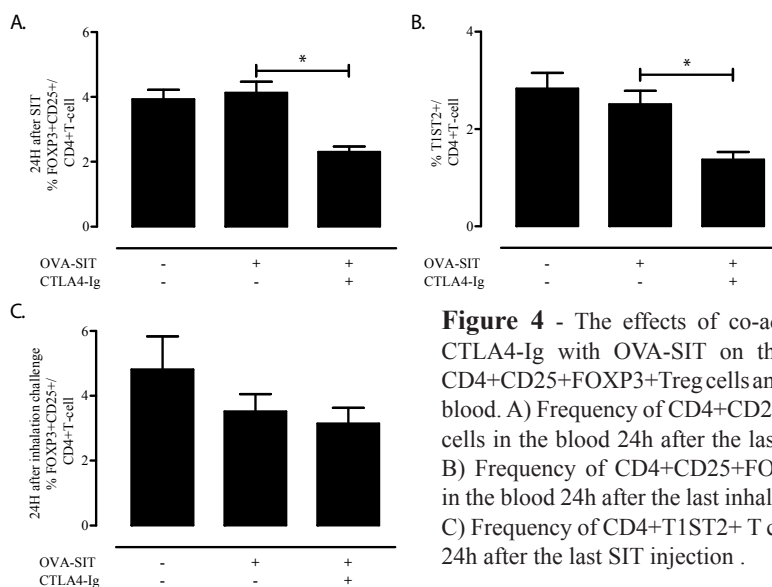 A.
6
4
2
0
24H after SIT
% FOXP3+CD25+/
CD4+T-cell
*
OVA-SIT - + +
CTLA4-Ig - - +
B.
4
2
0
% T1ST2+/
CD4+T-cell
*
OVA-SIT - + +
CTLA4-Ig - - +
C.
6
4
2
0
24H after inhalation challenge
% FOXP3+CD25+/
CD4+T-cell
OVA-SIT - + +
CTLA4-Ig - - +
Figure 4 - The effects of co-a
CTLA4-Ig with OVA-SIT on th
CD4+CD25+FOXP3+Treg cells an
blood. A) Frequency of CD4+CD2
cells in the blood 24h after the las
B) Frequency of CD4+CD25+FO
in the blood 24h after the last inhal
C) Frequency of CD4+T1ST2+ T c
24h after the last SIT injection .